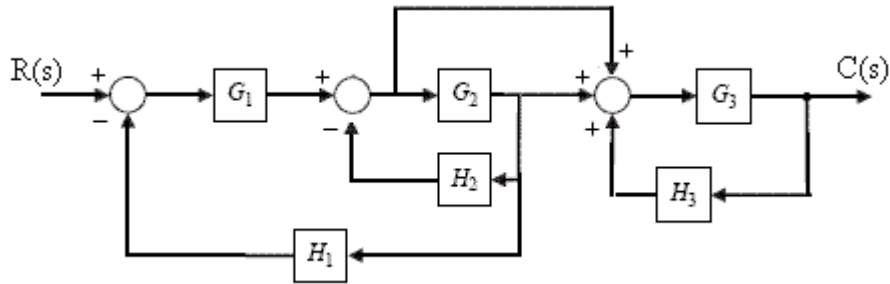 R(s)
+
−
G1
+
−
G2
+
+
+
G3
C(s)
H2
H3
H1